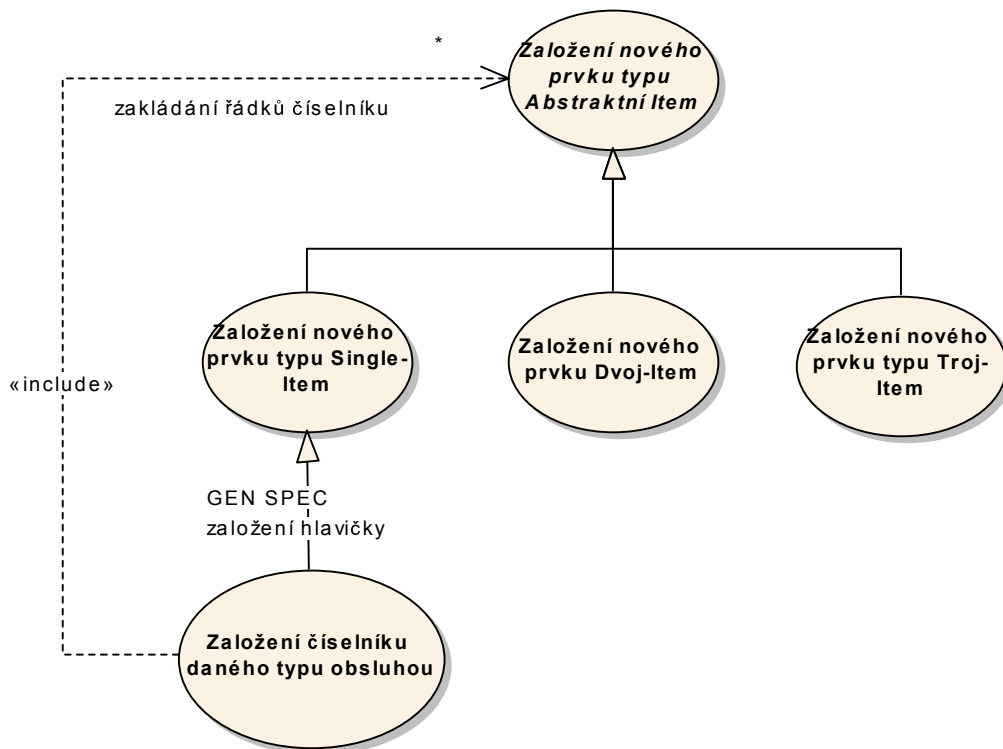 *
Založení nového
prvku typu
Abstraktní Item
zakládání řádků číselníku
Založení nového
prvku typu Single-
Item
Založení nového
prvku Dvoj-Item
Založení nového
prvku typu Troj-
Item
«include»
GEN SPEC
založení hlavičky
Založení číselníku
daného typu obsluhou